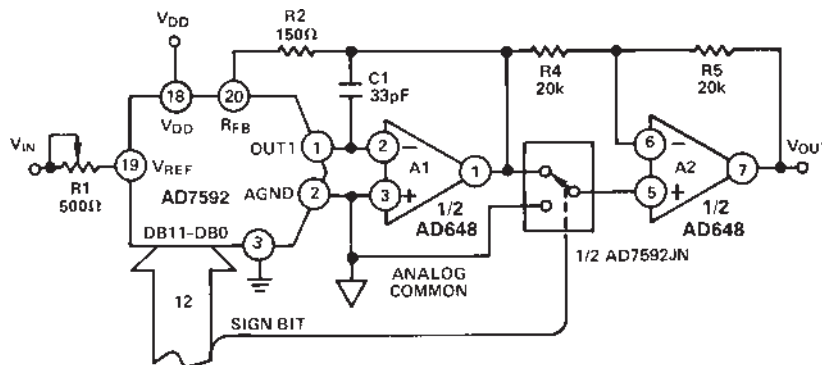 VDD
R2
150Ω
R4
20k
R5
20k
C1
33pF
18
VDD
20
RFB
VIN
R1
500Ω
19
VREF
AD7592
OUT1
1
AGND
2
DB11–DB0
3
2
−
A1
3
+
1
1/2
AD648
6
−
A2
5
+
7
1/2
AD648
VOUT
1/2 AD7592JN
ANALOG
COMMON
12
SIGN BIT